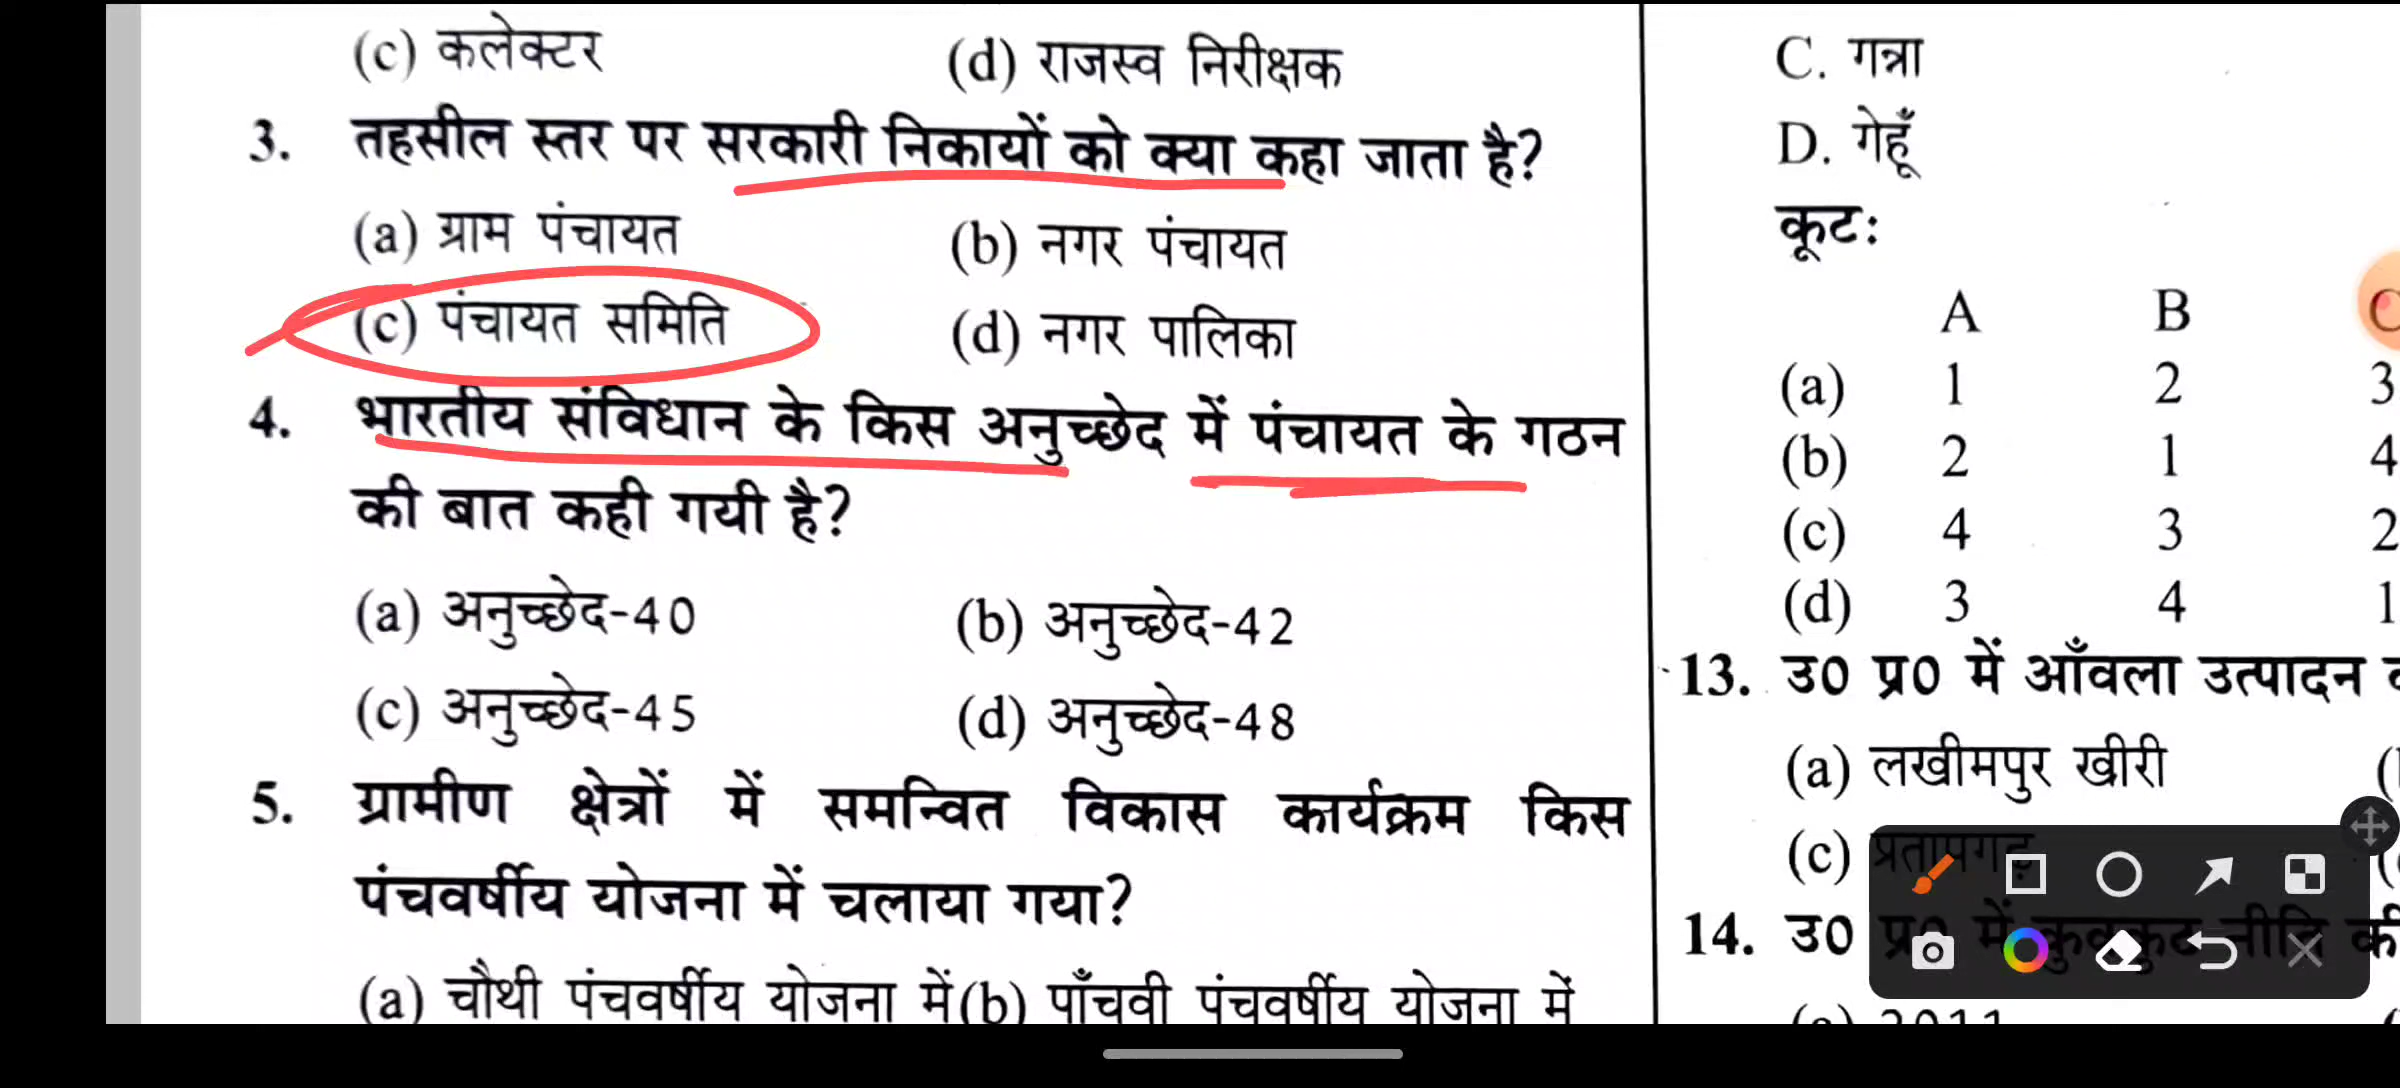 (c) कलेक्टर (d) राजस्व निरीक्षक
3. तहसील स्तर पर सरकारी निकायों को क्या कहा जाता है?
(a) ग्राम पंचायत (b) नगर पंचायत
(c) पंचायत समिति (d) नगर पालिका
4. भारतीय संविधान के किस अनुच्छेद में पंचायत के गठन
की बात कही गयी है?
(a) अनुच्छेद-40 (b) अनुच्छेद-42
(c) अनुच्छेद-45 (d) अनुच्छेद-48
5. ग्रामीण क्षेत्रों में समन्वित विकास कार्यक्रम किस
पंचवर्षीय योजना में चलाया गया?
(a) चौथी पंचवर्षीय योजना में (b) पाँचवी पंचवर्षीय योजना में
C. गन्ना
D. गेहूँ
कूटः
A B C
(a) 1 2 3
(b) 2 1 4
(c) 4 3 2
(d) 3 4 1
13. उ0 प्र0 में आँवला उत्पादन
(a) लखीमपुर खीरी
(c) प्रतापगढ़
14. उ0 प्र0 में कुक्कुट नीति की